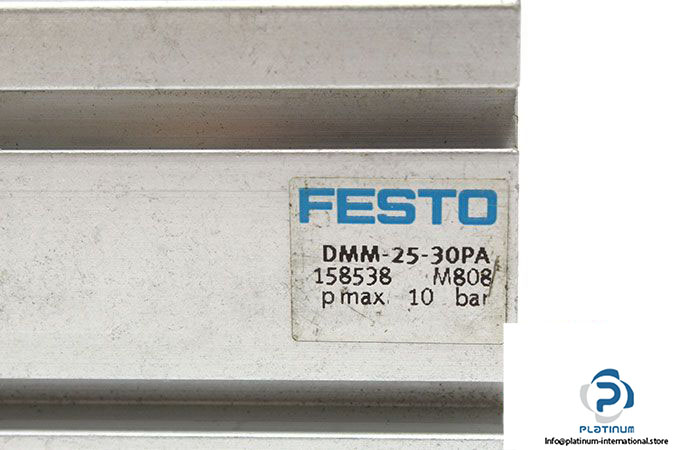 FESTO
DMM-25-30PA
158538 M808
p max 10 bar
PLATINUM
Info@platinum-international.store